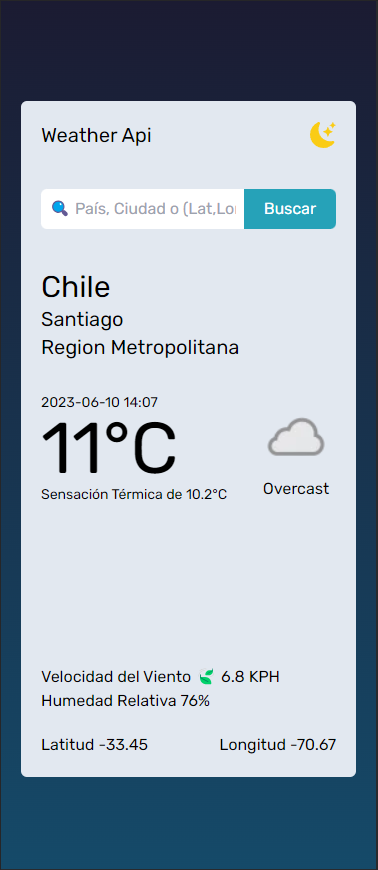 Weather Api
País, Ciudad o (Lat,Lo
Buscar
Chile
Santiago
Region Metropolitana
2023-06-10 14:07
11°C
Sensación Térmica de 10.2°C
Overcast
Velocidad del Viento 6.8 KPH
Humedad Relativa 76%
Latitud -33.45 Longitud -70.67